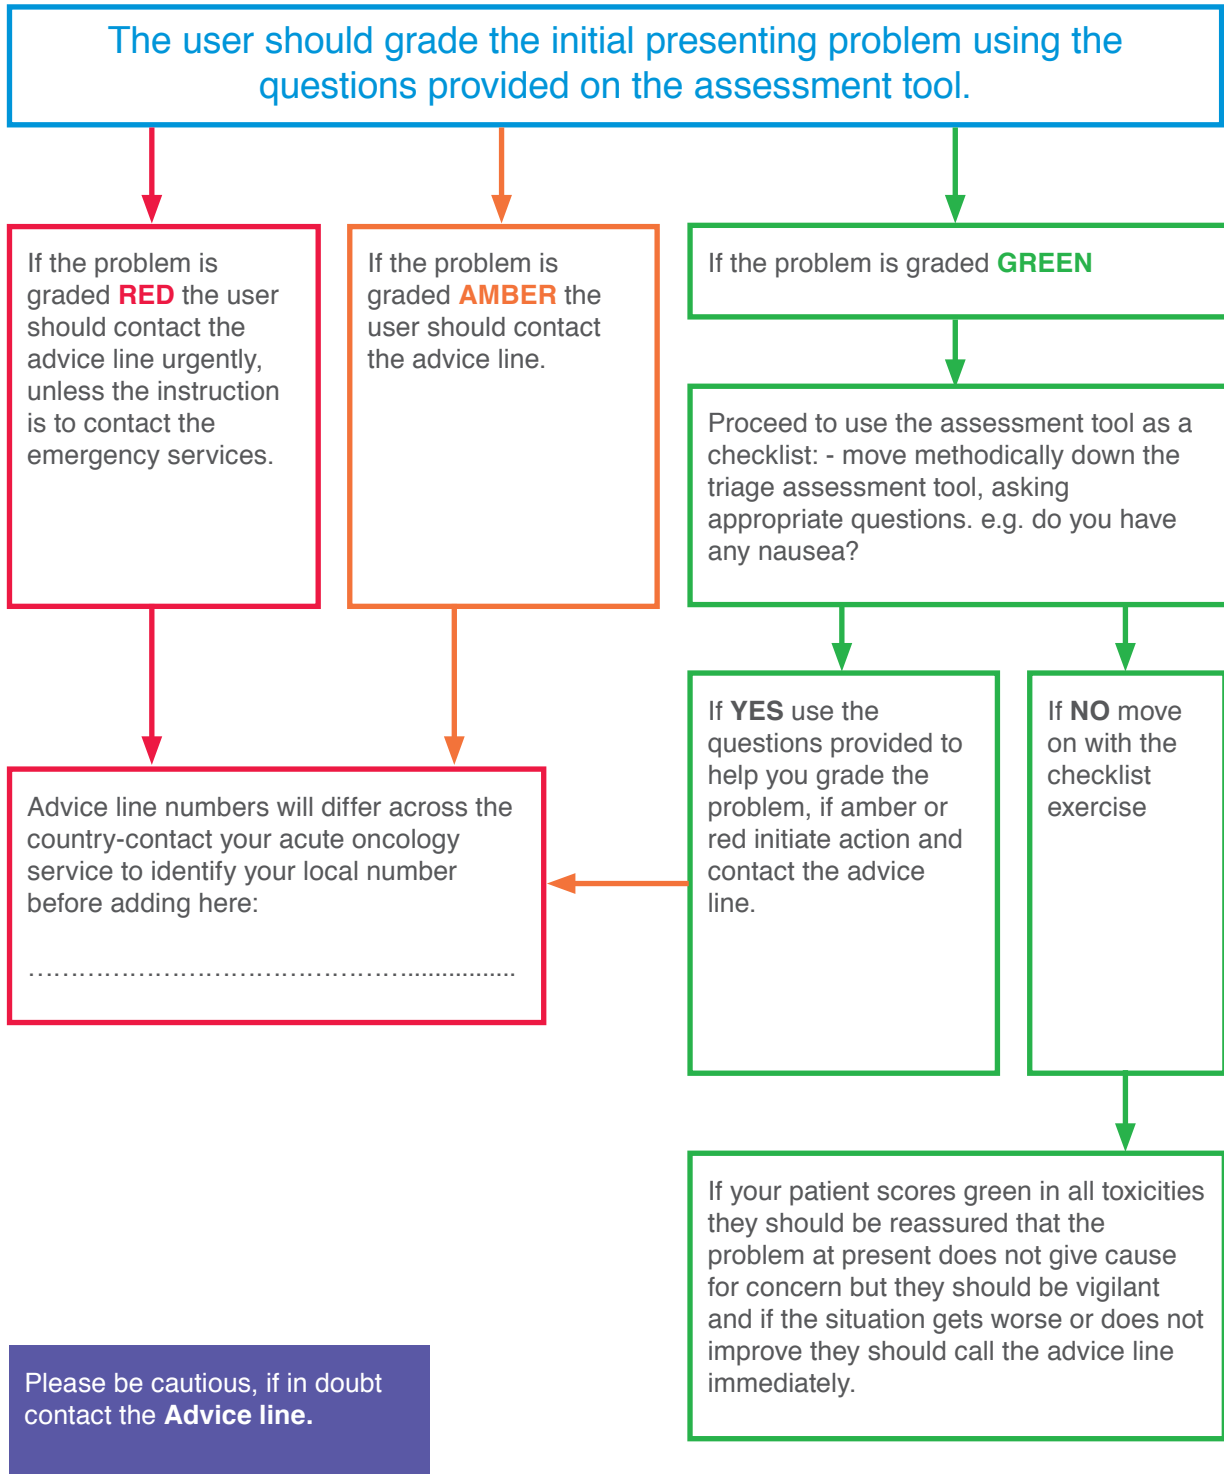 The user should grade the initial presenting problem using the
questions provided on the assessment tool.
If the problem is
graded RED the user
should contact the
advice line urgently,
unless the instruction
is to contact the
emergency services.
If the problem is
graded AMBER the
user should contact
the advice line.
If the problem is graded GREEN
Proceed to use the assessment tool as a
checklist: - move methodically down the
triage assessment tool, asking
appropriate questions. e.g. do you have
any nausea?
If YES use the
questions provided to
help you grade the
problem, if amber or
red initiate action and
contact the advice
line.
If NO move
on with the
checklist
exercise
Advice line numbers will differ across the
country-contact your acute oncology
service to identify your local number
before adding here:
…………………………………………................
If your patient scores green in all toxicities
they should be reassured that the
problem at present does not give cause
for concern but they should be vigilant
and if the situation gets worse or does not
improve they should call the advice line
immediately.
Please be cautious, if in doubt
contact the Advice line.